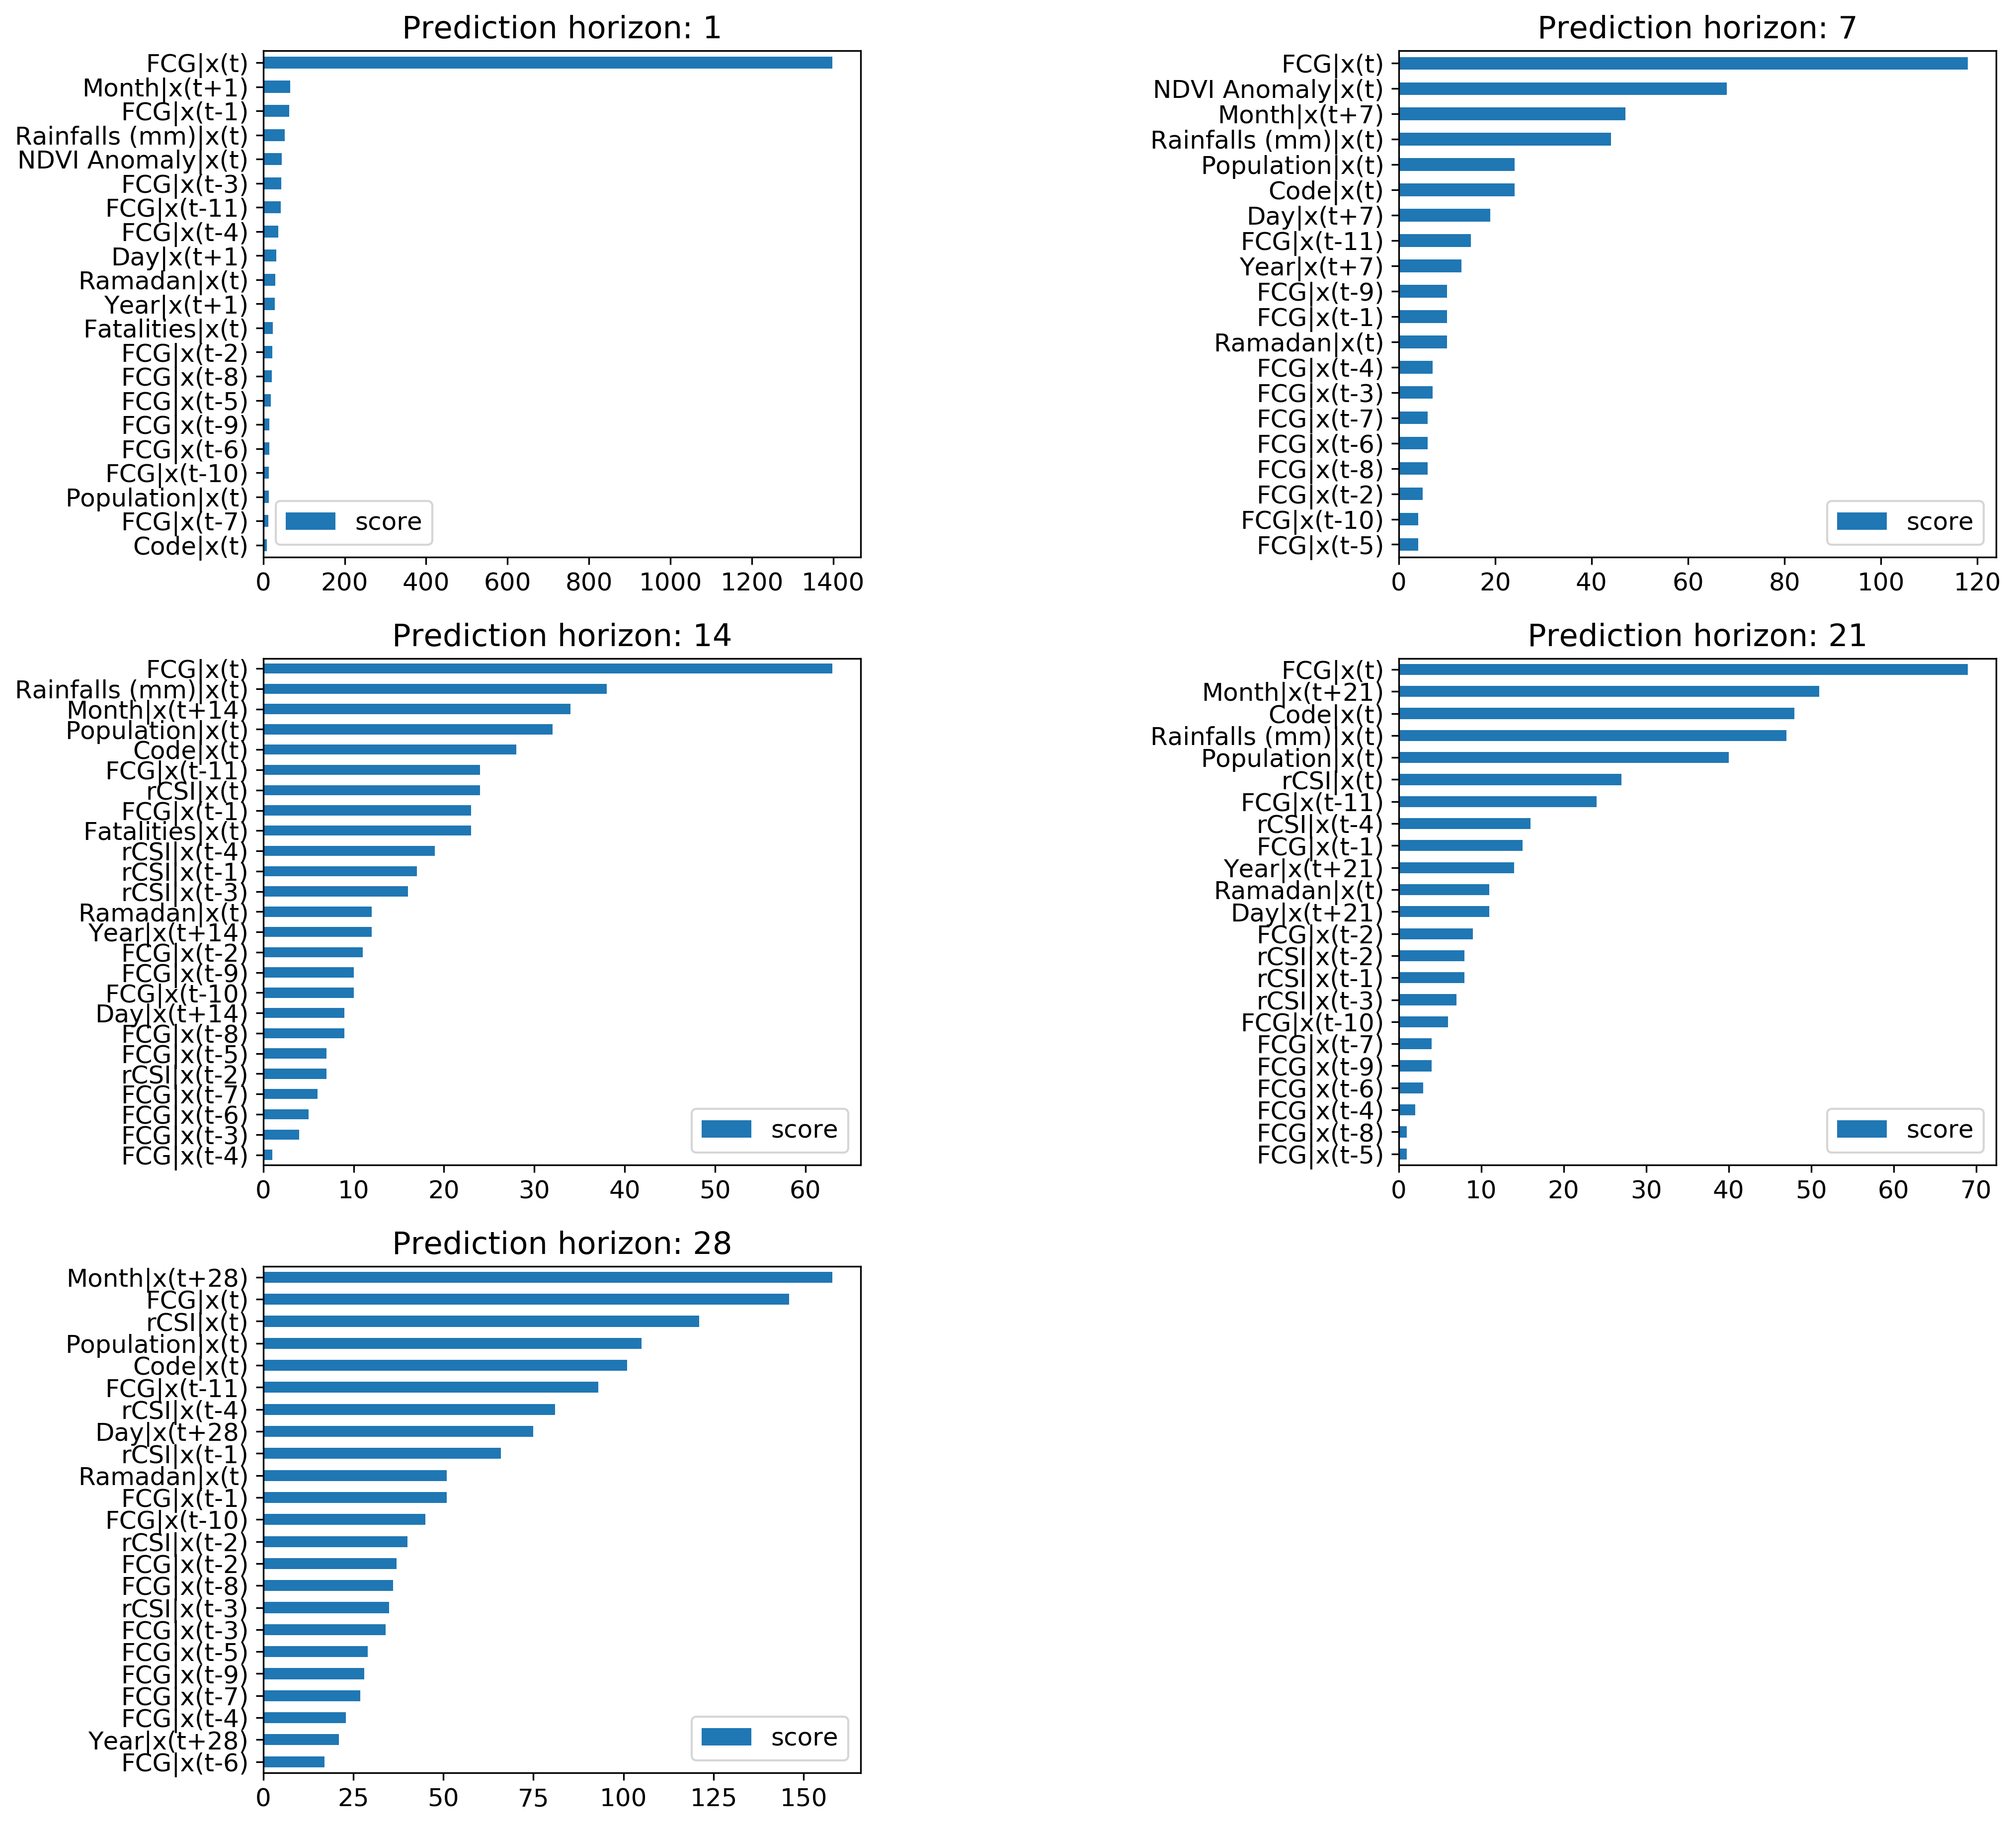 Prediction horizon: 1
FCG|x(t)
Month|x(t+1)
FCG|x(t-1)
Rainfalls (mm)|x(t)
NDVI Anomaly|x(t)
FCG|x(t-3)
FCG|x(t-11)
FCG|x(t-4)
Day|x(t+1)
Ramadan|x(t)
Year|x(t+1)
Fatalities|x(t)
FCG|x(t-2)
FCG|x(t-8)
FCG|x(t-5)
FCG|x(t-9)
FCG|x(t-6)
FCG|x(t-10)
Population|x(t)
FCG|x(t-7)
Code|x(t)
score
0 200 400 600 800 1000 1200 1400
Prediction horizon: 7
FCG|x(t)
NDVI Anomaly|x(t)
Month|x(t+7)
Rainfalls (mm)|x(t)
Population|x(t)
Code|x(t)
Day|x(t+7)
FCG|x(t-11)
Year|x(t+7)
FCG|x(t-9)
FCG|x(t-1)
Ramadan|x(t)
FCG|x(t-4)
FCG|x(t-3)
FCG|x(t-7)
FCG|x(t-6)
FCG|x(t-8)
FCG|x(t-2)
FCG|x(t-10)
FCG|x(t-5)
score
0 20 40 60 80 100 120
Prediction horizon: 14
FCG|x(t)
Rainfalls (mm)|x(t)
Month|x(t+14)
Population|x(t)
Code|x(t)
FCG|x(t-11)
rCSI|x(t)
FCG|x(t-1)
Fatalities|x(t)
rCSI|x(t-4)
rCSI|x(t-1)
rCSI|x(t-3)
Ramadan|x(t)
Year|x(t+14)
FCG|x(t-2)
FCG|x(t-9)
FCG|x(t-10)
Day|x(t+14)
FCG|x(t-8)
FCG|x(t-5)
rCSI|x(t-2)
FCG|x(t-7)
FCG|x(t-6)
FCG|x(t-3)
FCG|x(t-4)
score
0 10 20 30 40 50 60
Prediction horizon: 21
FCG|x(t)
Month|x(t+21)
Code|x(t)
Rainfalls (mm)|x(t)
Population|x(t)
rCSI|x(t)
FCG|x(t-11)
rCSI|x(t-4)
FCG|x(t-1)
Year|x(t+21)
Ramadan|x(t)
Day|x(t+21)
FCG|x(t-2)
rCSI|x(t-2)
rCSI|x(t-1)
rCSI|x(t-3)
FCG|x(t-10)
FCG|x(t-7)
FCG|x(t-9)
FCG|x(t-6)
FCG|x(t-4)
FCG|x(t-8)
FCG|x(t-5)
score
0 10 20 30 40 50 60 70
Prediction horizon: 28
Month|x(t+28)
FCG|x(t)
rCSI|x(t)
Population|x(t)
Code|x(t)
FCG|x(t-11)
rCSI|x(t-4)
Day|x(t+28)
rCSI|x(t-1)
Ramadan|x(t)
FCG|x(t-1)
FCG|x(t-10)
rCSI|x(t-2)
FCG|x(t-2)
FCG|x(t-8)
rCSI|x(t-3)
FCG|x(t-3)
FCG|x(t-5)
FCG|x(t-9)
FCG|x(t-7)
FCG|x(t-4)
Year|x(t+28)
FCG|x(t-6)
score
0 25 50 75 100 125 150